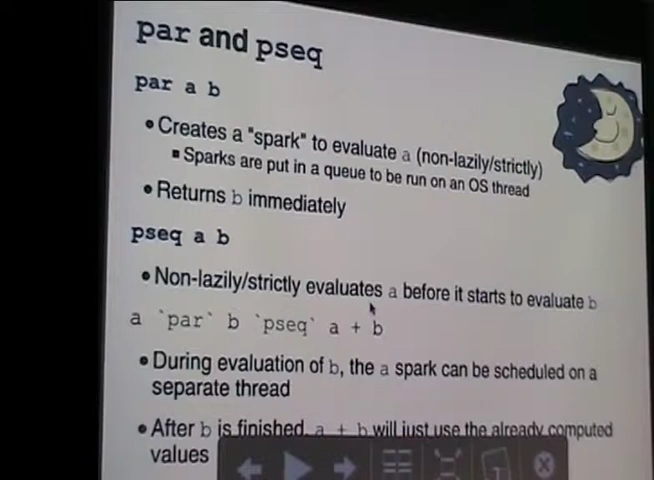 par and pseq
par a b
•Creates a "spark" to evaluate a (non-lazily/strictly)
▪Sparks are put in a queue to be run on an OS thread
•Returns b immediately
pseq a b
•Non-lazily/strictly evaluates a before it starts to evaluate b
a `par` b `pseq` a + b
•During evaluation of b, the a spark can be scheduled on a
separate thread
•After b is finished, a + b will just use the already computed
values